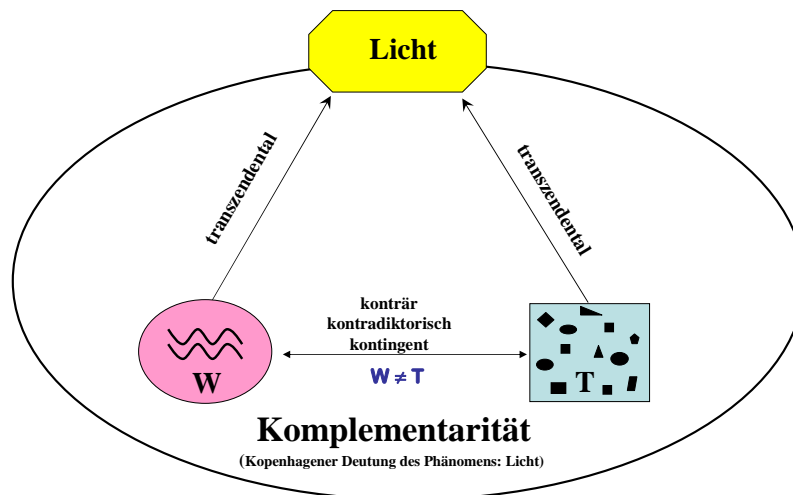 Licht
transzendental
transzendental
konträr
kontradiktorisch
kontingent
W ≠ T
W
T
Komplementarität
(Kopenhagener Deutung des Phänomens: Licht)